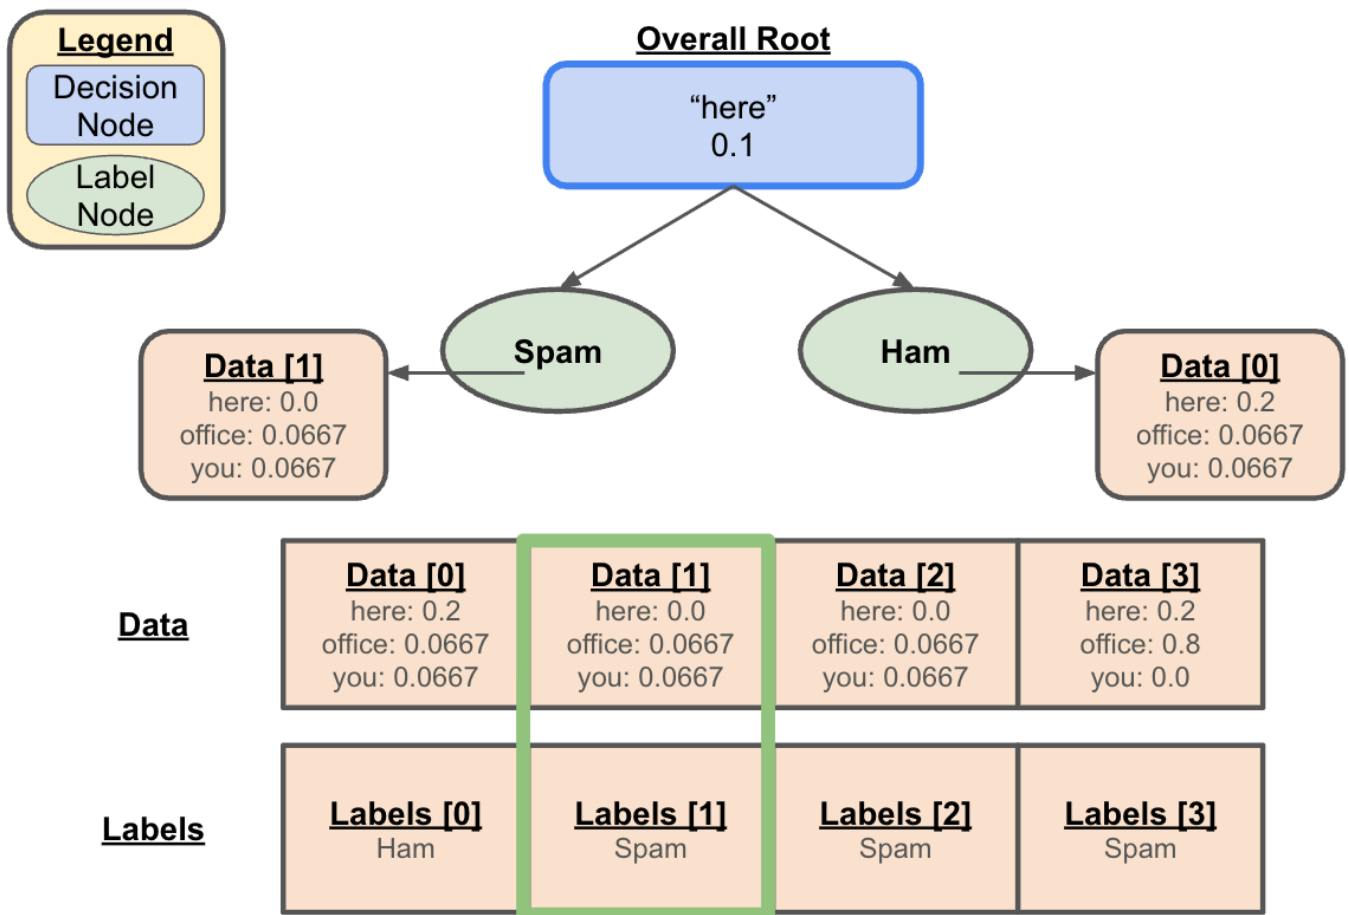 Legend
Decision
Node
Label
Node
Overall Root
“here”
0.1
Spam
Ham
Data [1]
here: 0.0
office: 0.0667
you: 0.0667
Data [0]
here: 0.2
office: 0.0667
you: 0.0667
Data
Data [0]
here: 0.2
office: 0.0667
you: 0.0667
Data [1]
here: 0.0
office: 0.0667
you: 0.0667
Data [2]
here: 0.0
office: 0.0667
you: 0.0667
Data [3]
here: 0.2
office: 0.8
you: 0.0
Labels
Labels [0]
Ham
Labels [1]
Spam
Labels [2]
Spam
Labels [3]
Spam